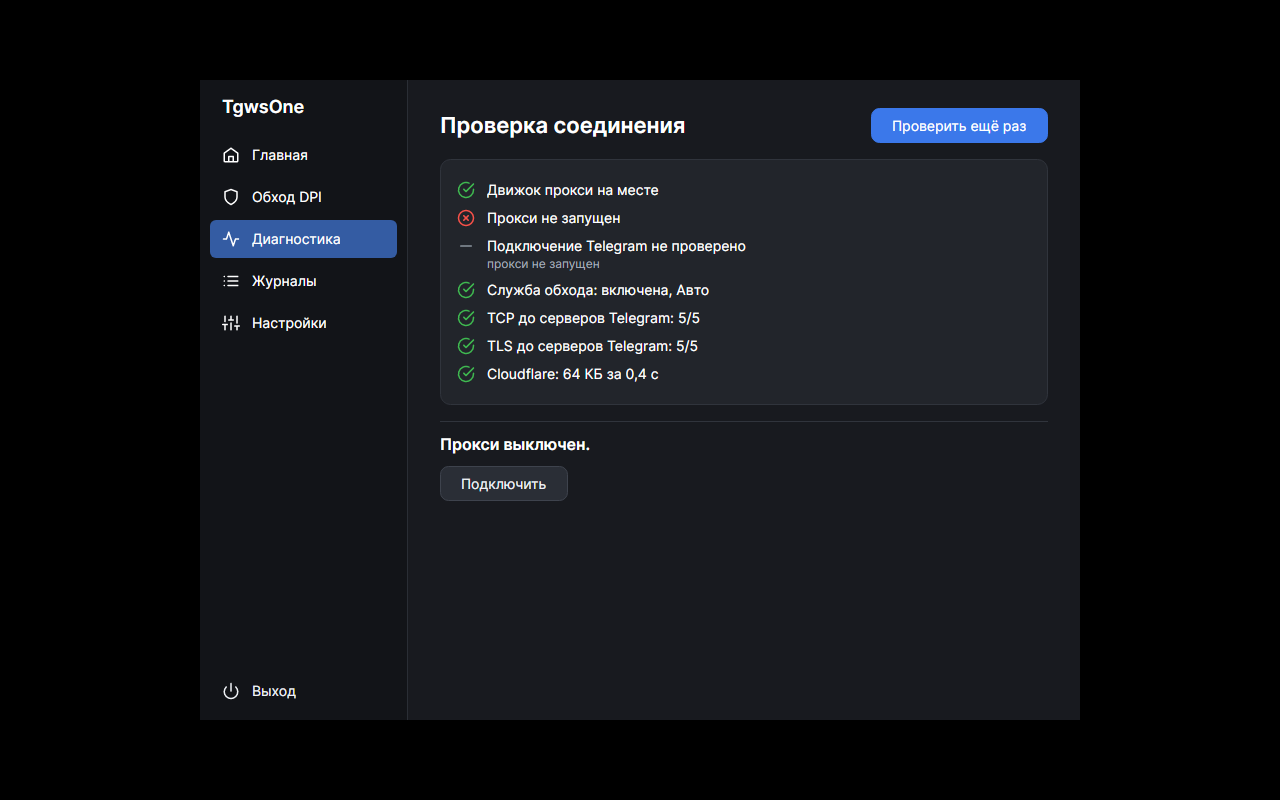 TgwsOne
Главная
Обход DPI
Диагностика
Журналы
Настройки
Выход
Проверка соединения
Проверить ещё раз
Движок прокси на месте
Прокси не запущен
Подключение Telegram не проверено
прокси не запущен
Служба обхода: включена, Авто
TCP до серверов Telegram: 5/5
TLS до серверов Telegram: 5/5
Cloudflare: 64 КБ за 0,4 с
Прокси выключен.
Подключить